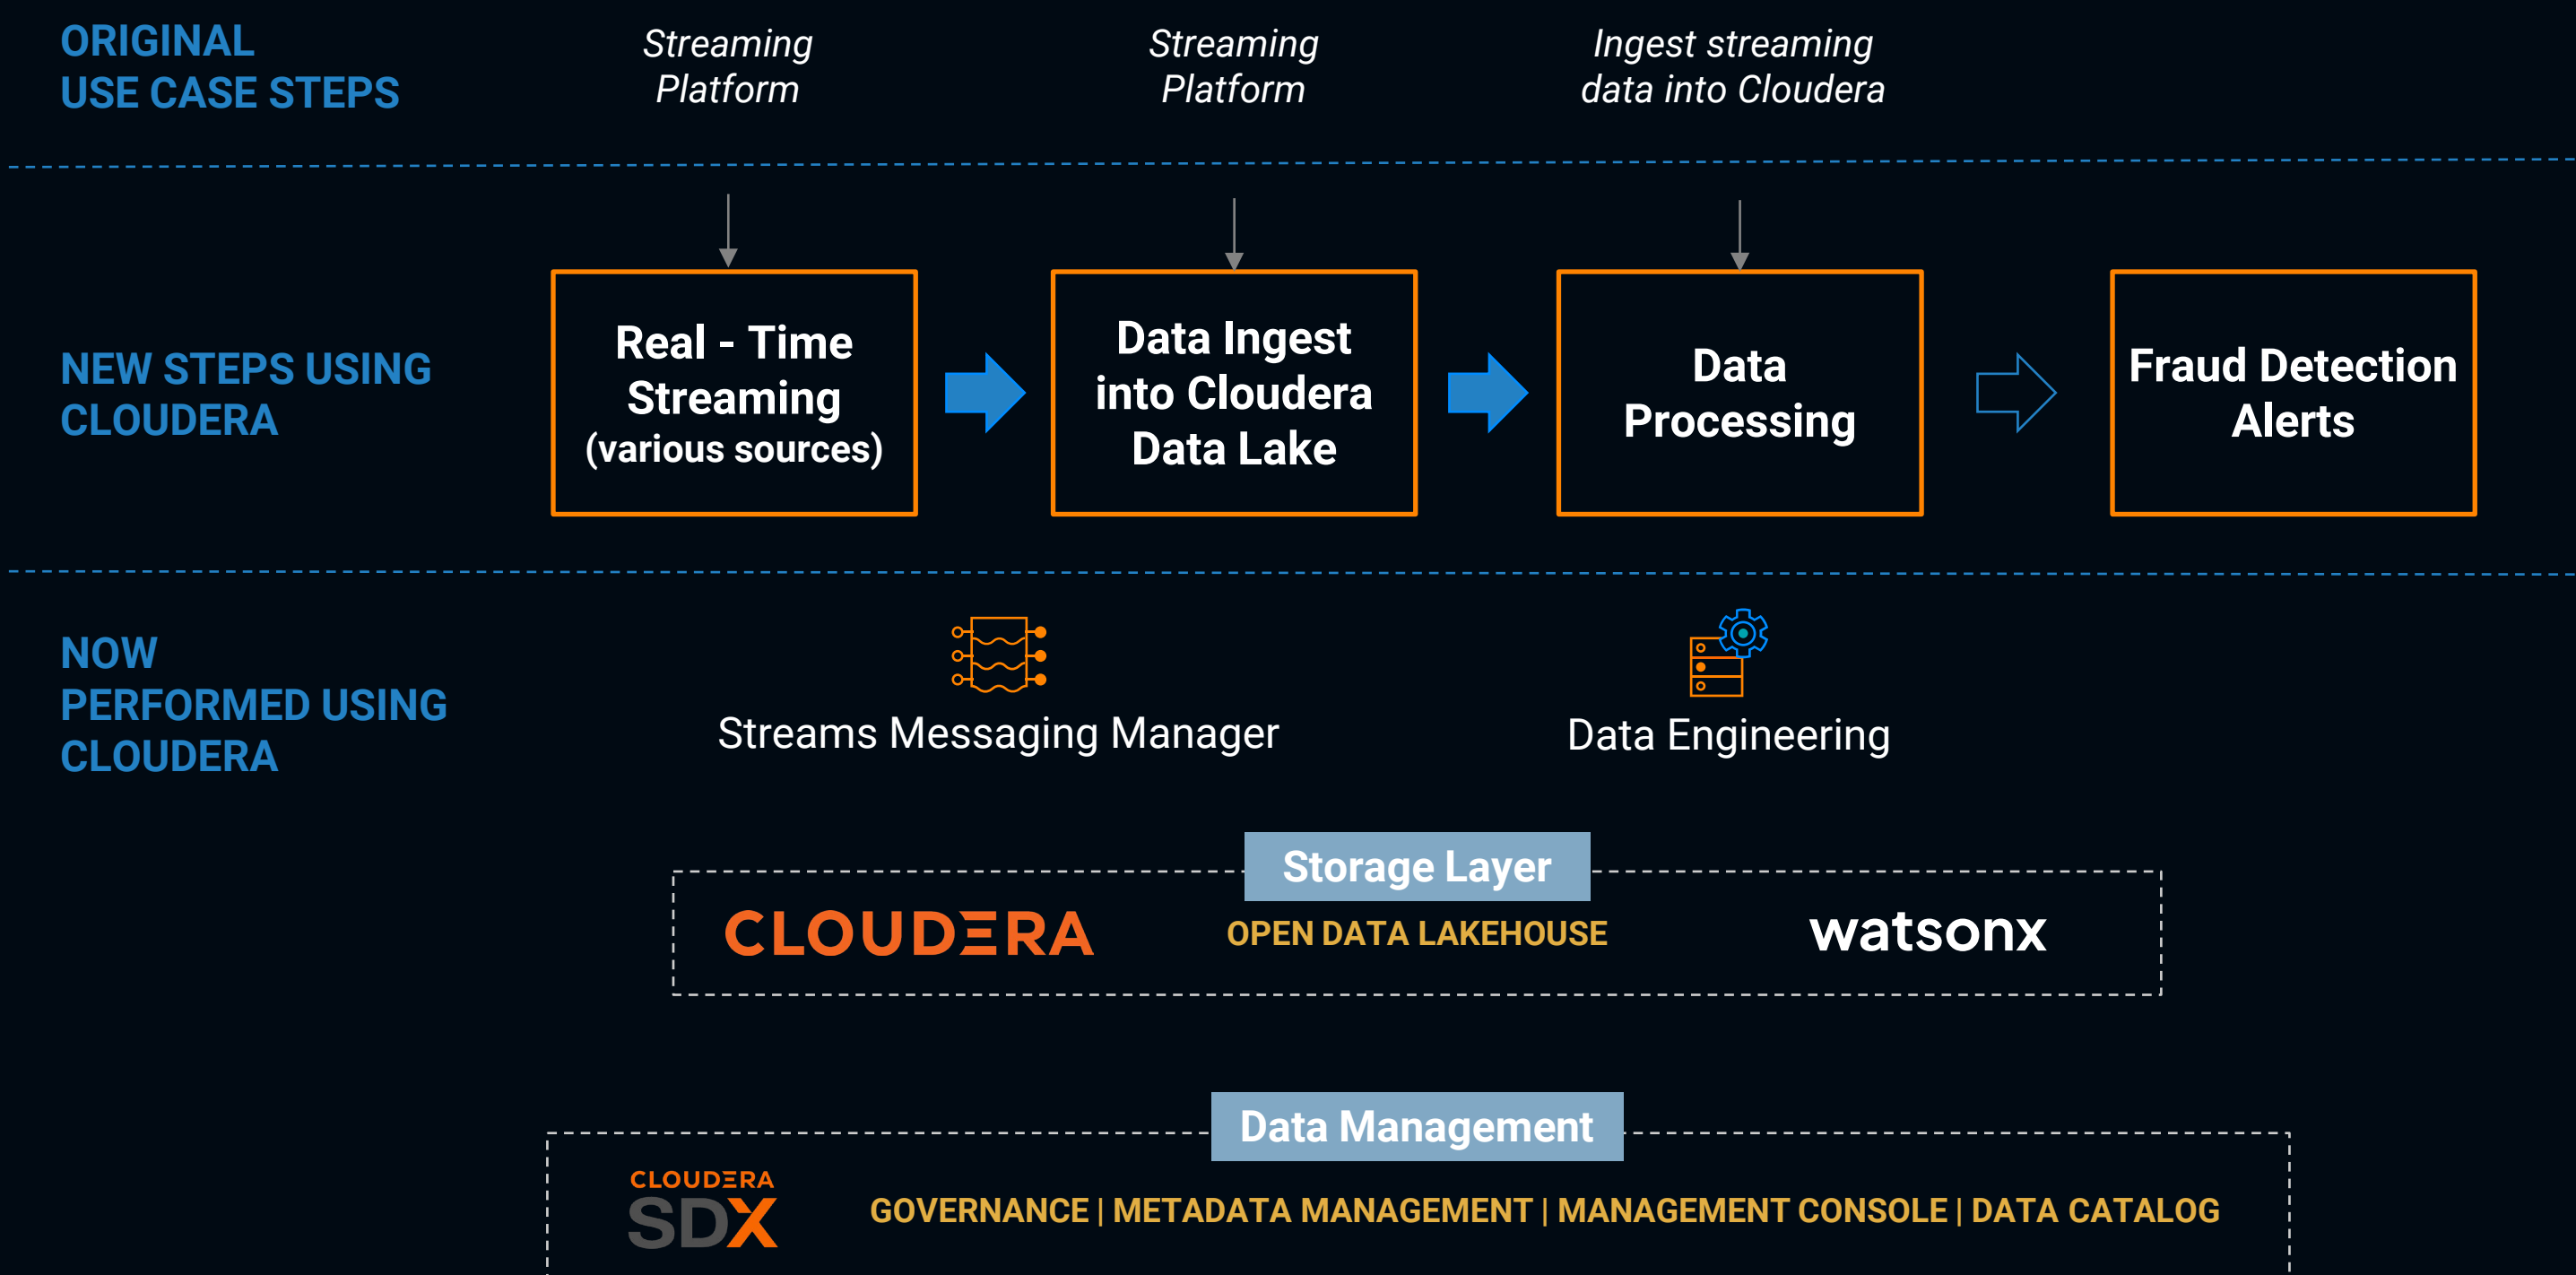 ORIGINAL
USE CASE STEPS
Streaming
Platform
Streaming
Platform
Ingest streaming
data into Cloudera
NEW STEPS USING
CLOUDERA
Real - Time
Streaming
(various sources)
Data Ingest
into Cloudera
Data Lake
Data
Processing
Fraud Detection
Alerts
NOW
PERFORMED USING
CLOUDERA
Streams Messaging Manager
Data Engineering
Storage Layer
CLOUDERA
OPEN DATA LAKEHOUSE
watsonx
Data Management
CLOUDERA
SDX
GOVERNANCE | METADATA MANAGEMENT | MANAGEMENT CONSOLE | DATA CATALOG